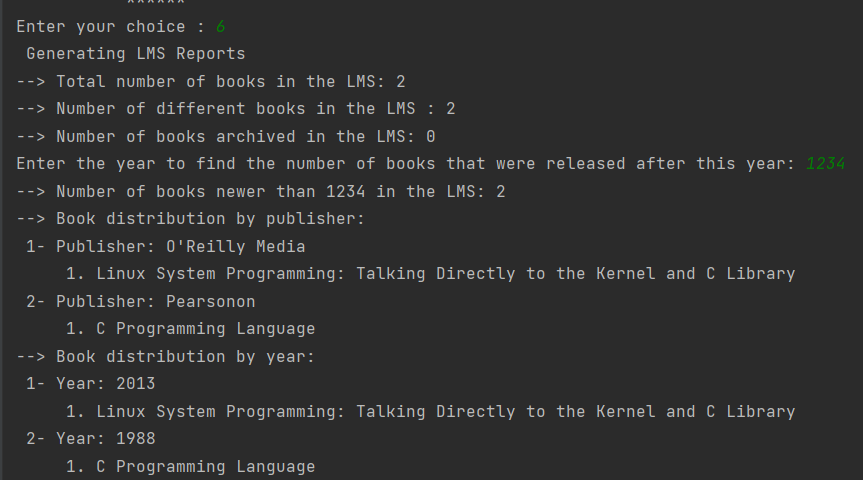 ******
Enter your choice : 6
 Generating LMS Reports
--> Total number of books in the LMS: 2
--> Number of different books in the LMS : 2
--> Number of books archived in the LMS: 0
Enter the year to find the number of books that were released after this year: 1234
--> Number of books newer than 1234 in the LMS: 2
--> Book distribution by publisher:
 1- Publisher: O'Reilly Media
     1. Linux System Programming: Talking Directly to the Kernel and C Library
 2- Publisher: Pearsonon
     1. C Programming Language
--> Book distribution by year:
 1- Year: 2013
     1. Linux System Programming: Talking Directly to the Kernel and C Library
 2- Year: 1988
     1. C Programming Language